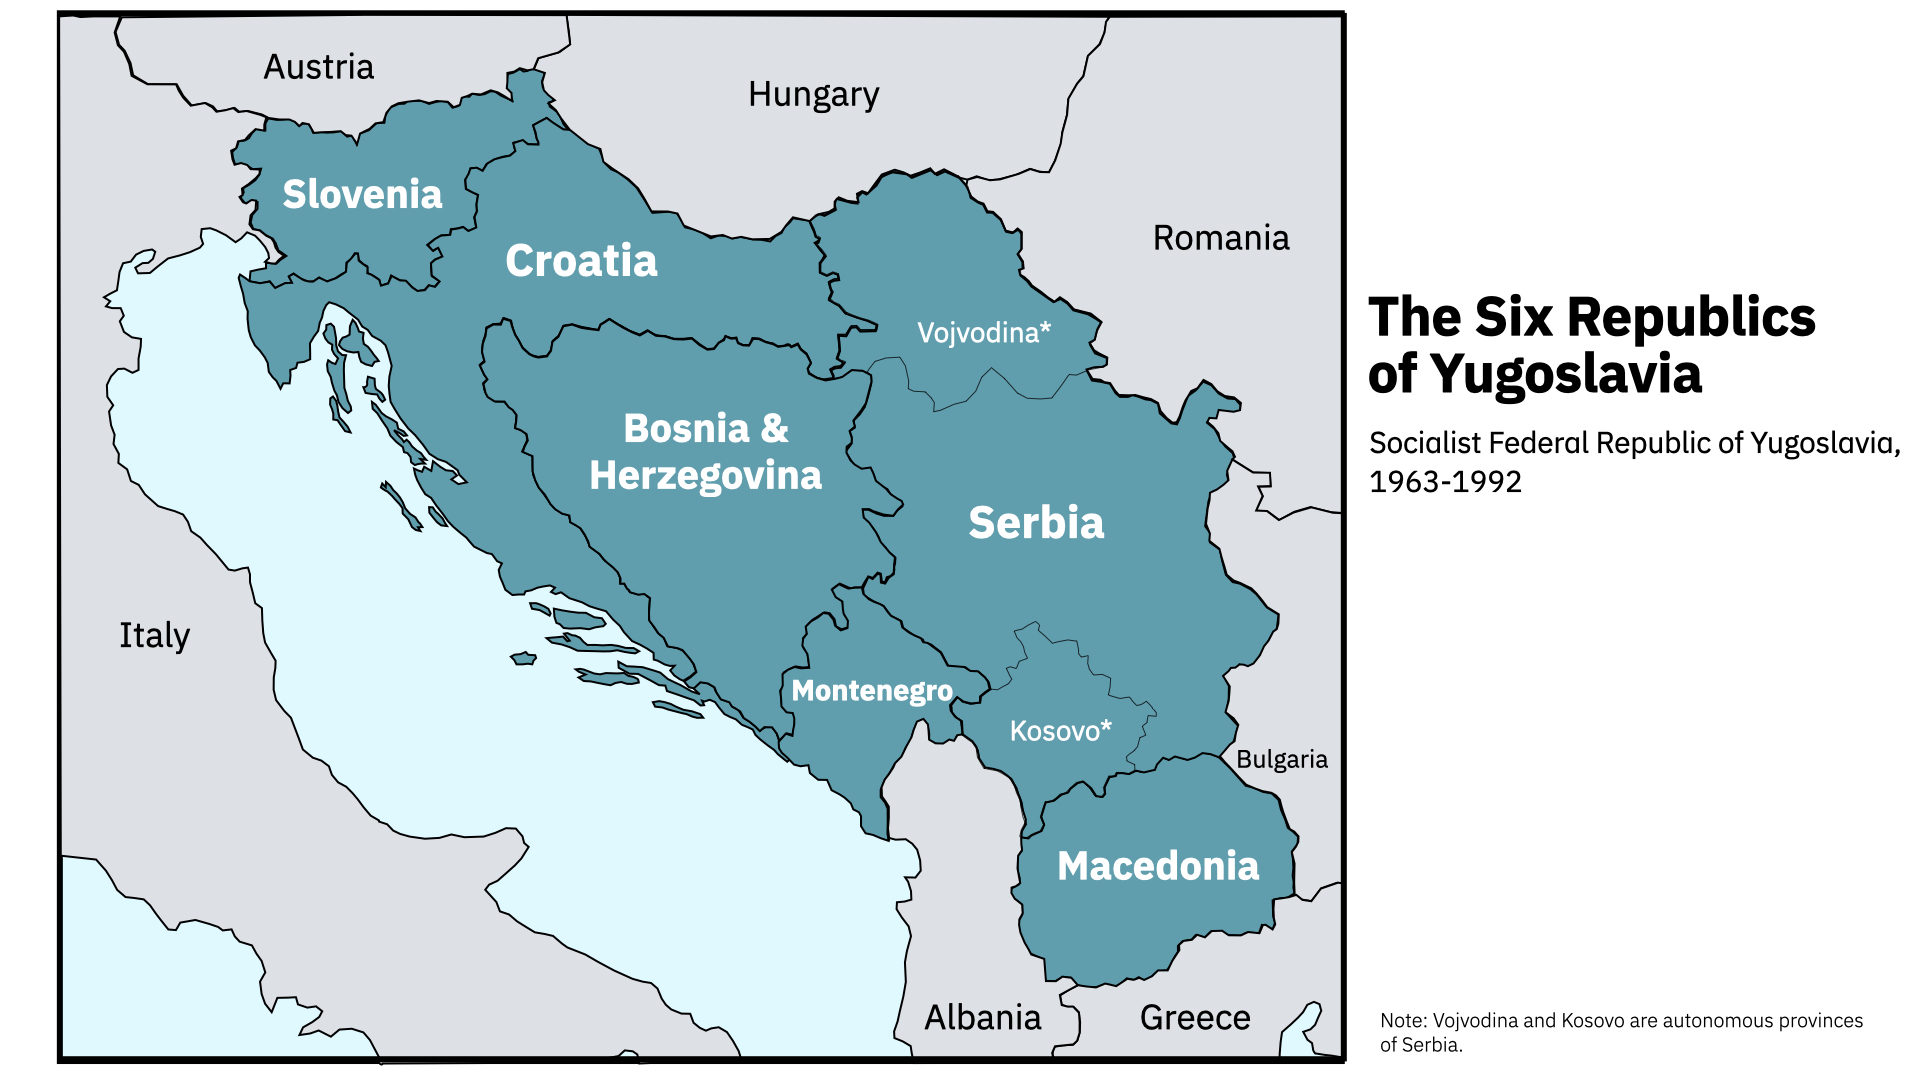 Austria
Hungary
Slovenia
Croatia
Romania
The Six Republics
of Yugoslavia
Vojvodina*
Bosnia &
Herzegovina
Socialist Federal Republic of Yugoslavia,
1963-1992
Serbia
Italy
Montenegro
Kosovo*
Bulgaria
Macedonia
Albania
Greece
Note: Vojvodina and Kosovo are autonomous provinces
of Serbia.